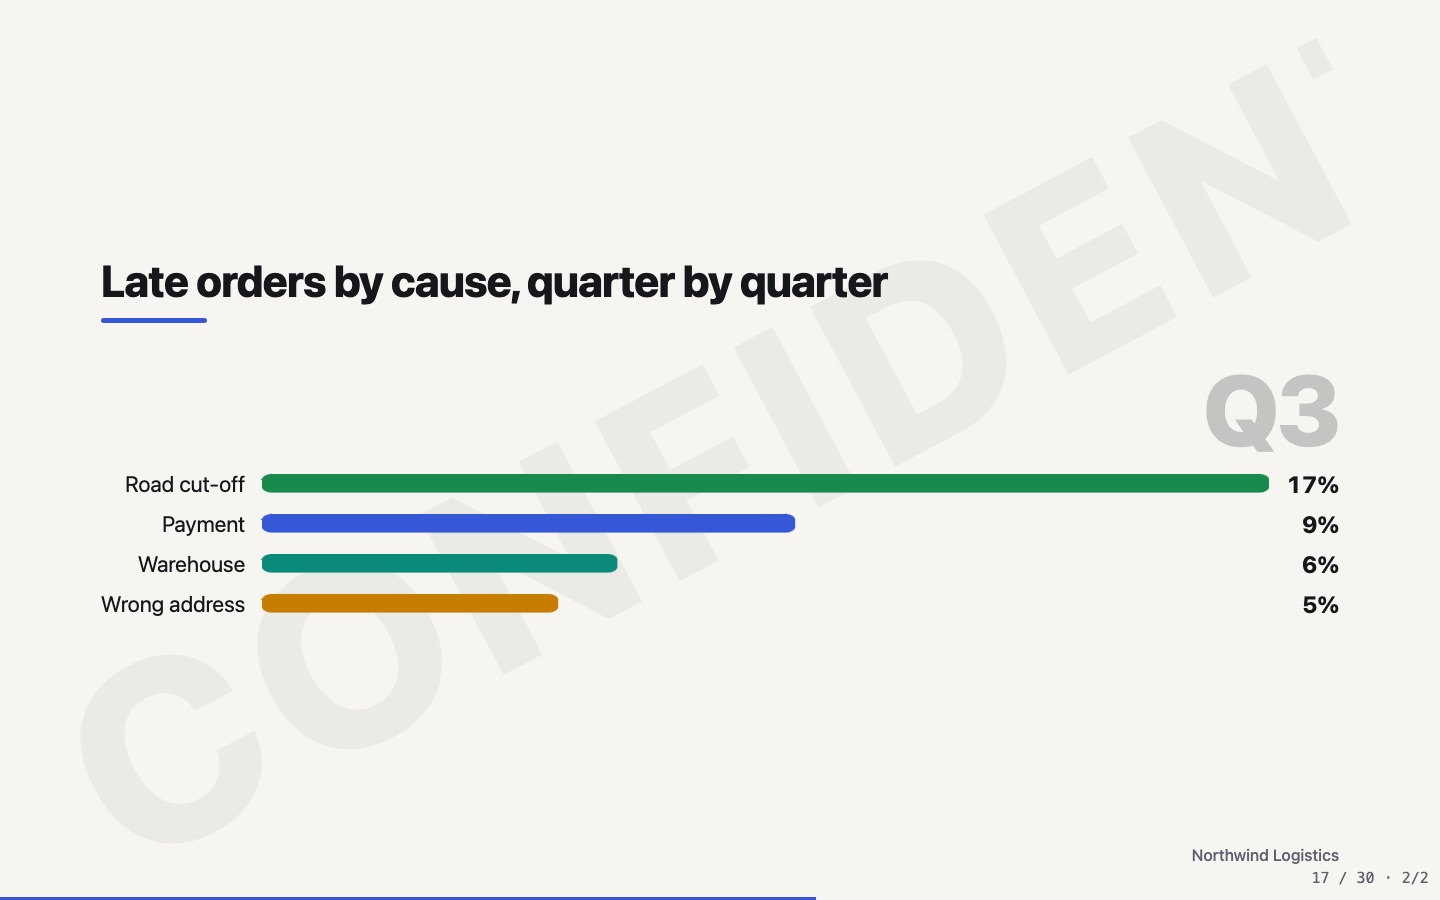 Late orders by cause, quarter by quarter
Q3
Road cut-off 17%
Payment 9%
Warehouse 6%
Wrong address 5%
CONFIDEN
Northwind Logistics
17 / 30 · 2/2